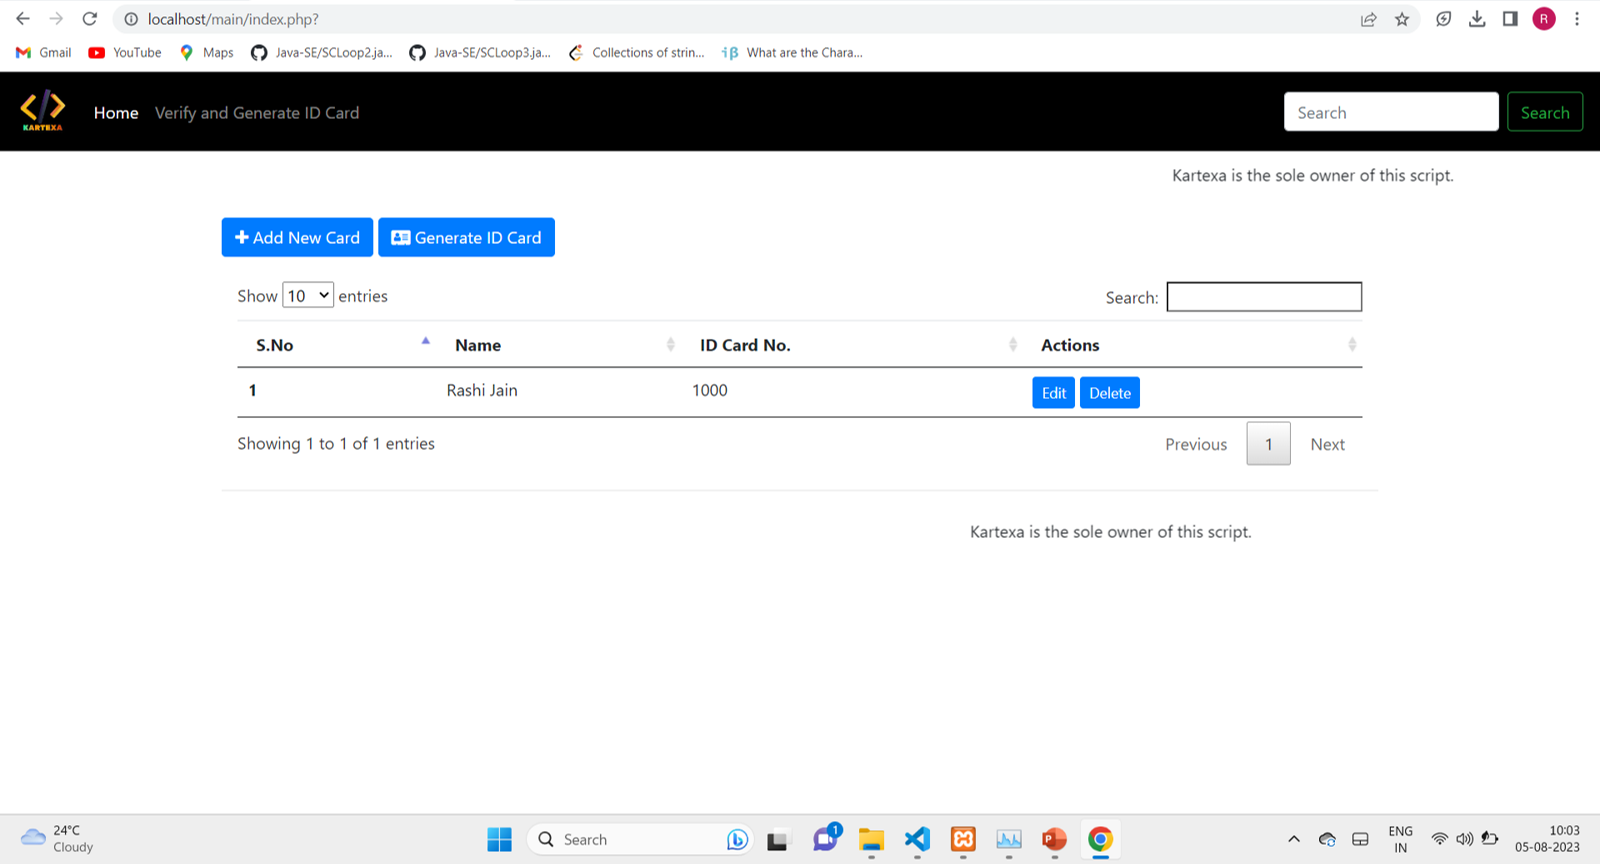 localhost/main/index.php?
R
Gmail YouTube Maps Java-SE/SCLoop2.ja... Java-SE/SCLoop3.ja... Collections of strin... What are the Chara...
KARTEXA
Home Verify and Generate ID Card Search Search
Kartexa is the sole owner of this script.
Add New Card Generate ID Card
Show 10 entries Search:
S.No Name ID Card No. Actions
1 Rashi Jain 1000 Edit Delete
Showing 1 to 1 of 1 entries Previous 1 Next
Kartexa is the sole owner of this script.
24°C
Cloudy
Search
1
ENG
IN
10:03
05-08-2023